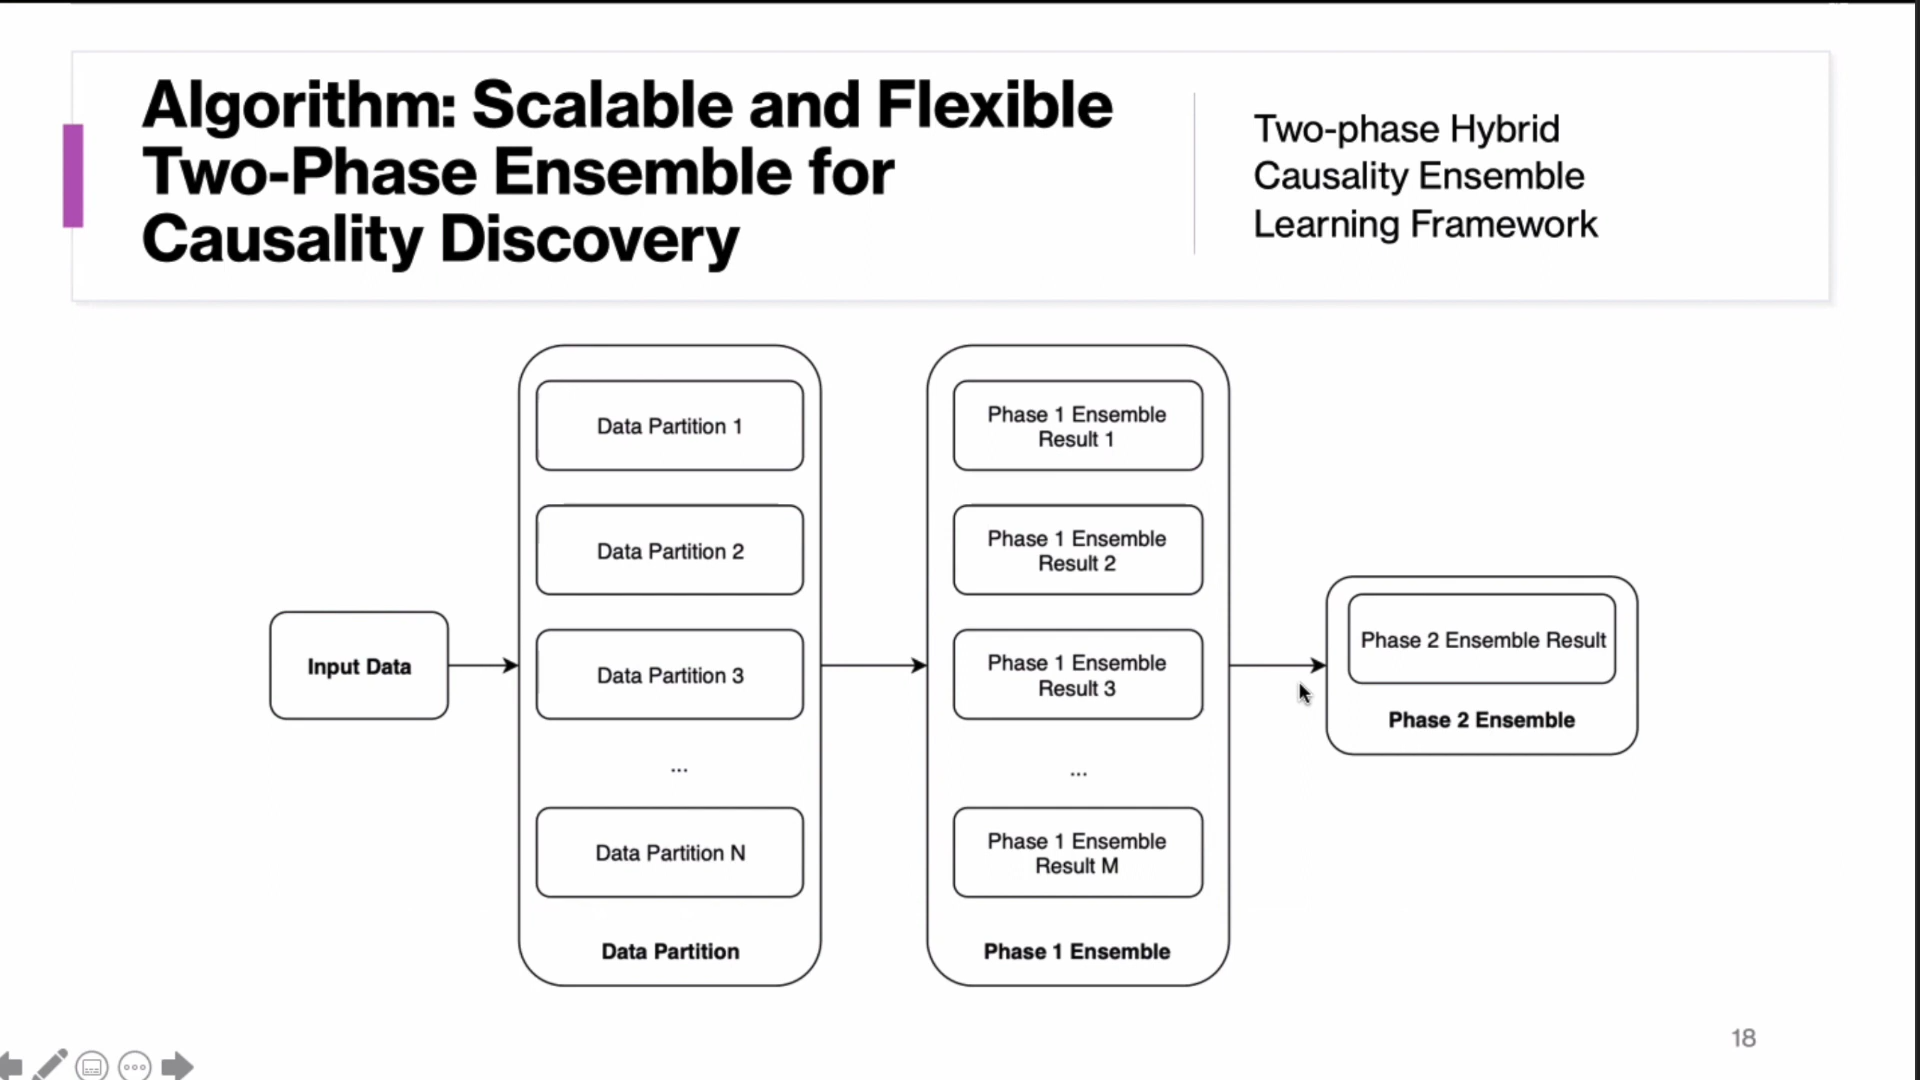 Algorithm: Scalable and Flexible
Two-Phase Ensemble for
Causality Discovery
Two-phase Hybrid
Causality Ensemble
Learning Framework
Input Data
Data Partition 1
Data Partition 2
Data Partition 3
...
Data Partition N
Data Partition
Phase 1 Ensemble
Result 1
Phase 1 Ensemble
Result 2
Phase 1 Ensemble
Result 3
...
Phase 1 Ensemble
Result M
Phase 1 Ensemble
Phase 2 Ensemble Result
Phase 2 Ensemble
18